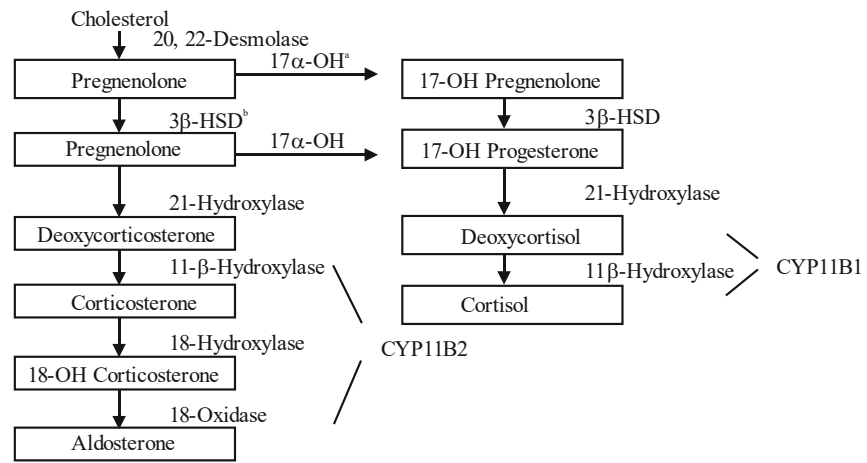 Cholesterol
20, 22-Desmolase
Pregnenolone
17α-OHᵃ
17-OH Pregnenolone
3β-HSDᵇ
3β-HSD
Pregnenolone
17α-OH
17-OH Progesterone
21-Hydroxylase
21-Hydroxylase
Deoxycorticosterone
Deoxycortisol
11-β-Hydroxylase
11β-Hydroxylase
CYP11B1
Corticosterone
Cortisol
18-Hydroxylase
CYP11B2
18-OH Corticosterone
18-Oxidase
Aldosterone